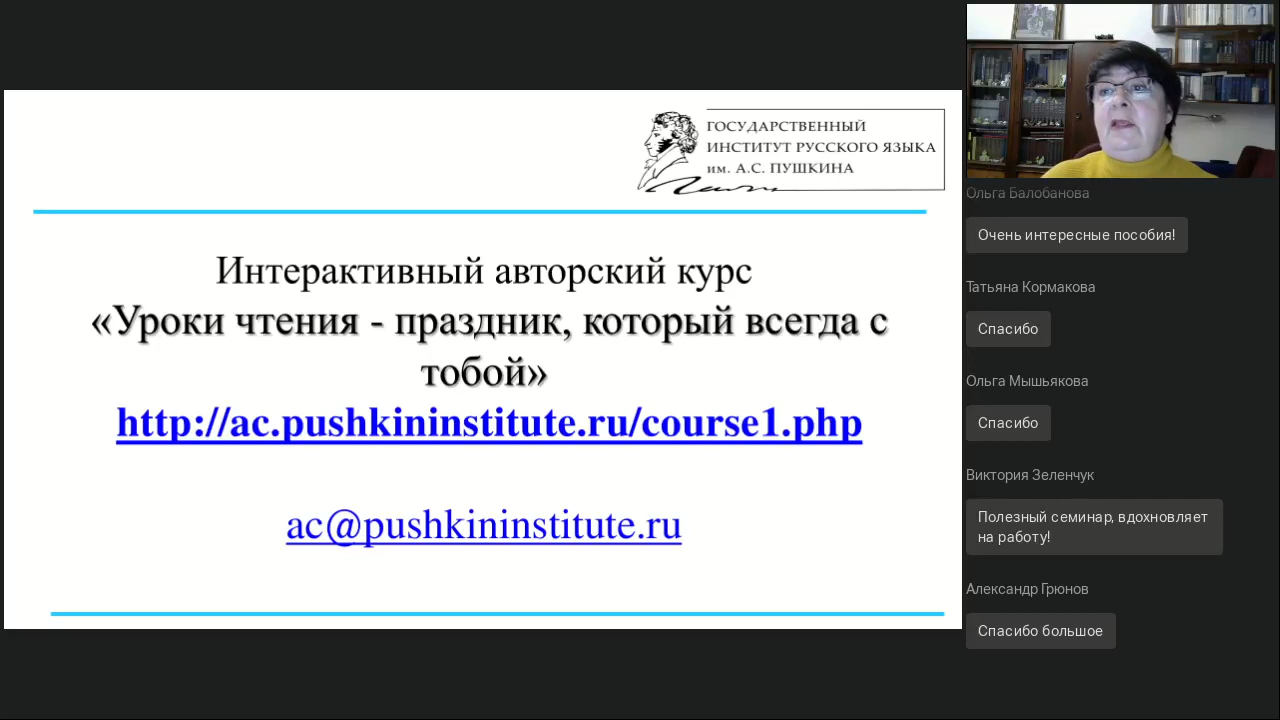 ГОСУДАРСТВЕННЫЙ
ИНСТИТУТ РУССКОГО ЯЗЫКА
им. А.С. ПУШКИНА
Интерактивный авторский курс
«Уроки чтения - праздник, который всегда с
тобой»
http://ac.pushkininstitute.ru/course1.php
ac@pushkininstitute.ru
Ольга Балобанова
Очень интересные пособия!
Татьяна Кормакова
Спасибо
Ольга Мышьякова
Спасибо
Виктория Зеленчук
Полезный семинар, вдохновляет
на работу!
Александр Грюнов
Спасибо большое